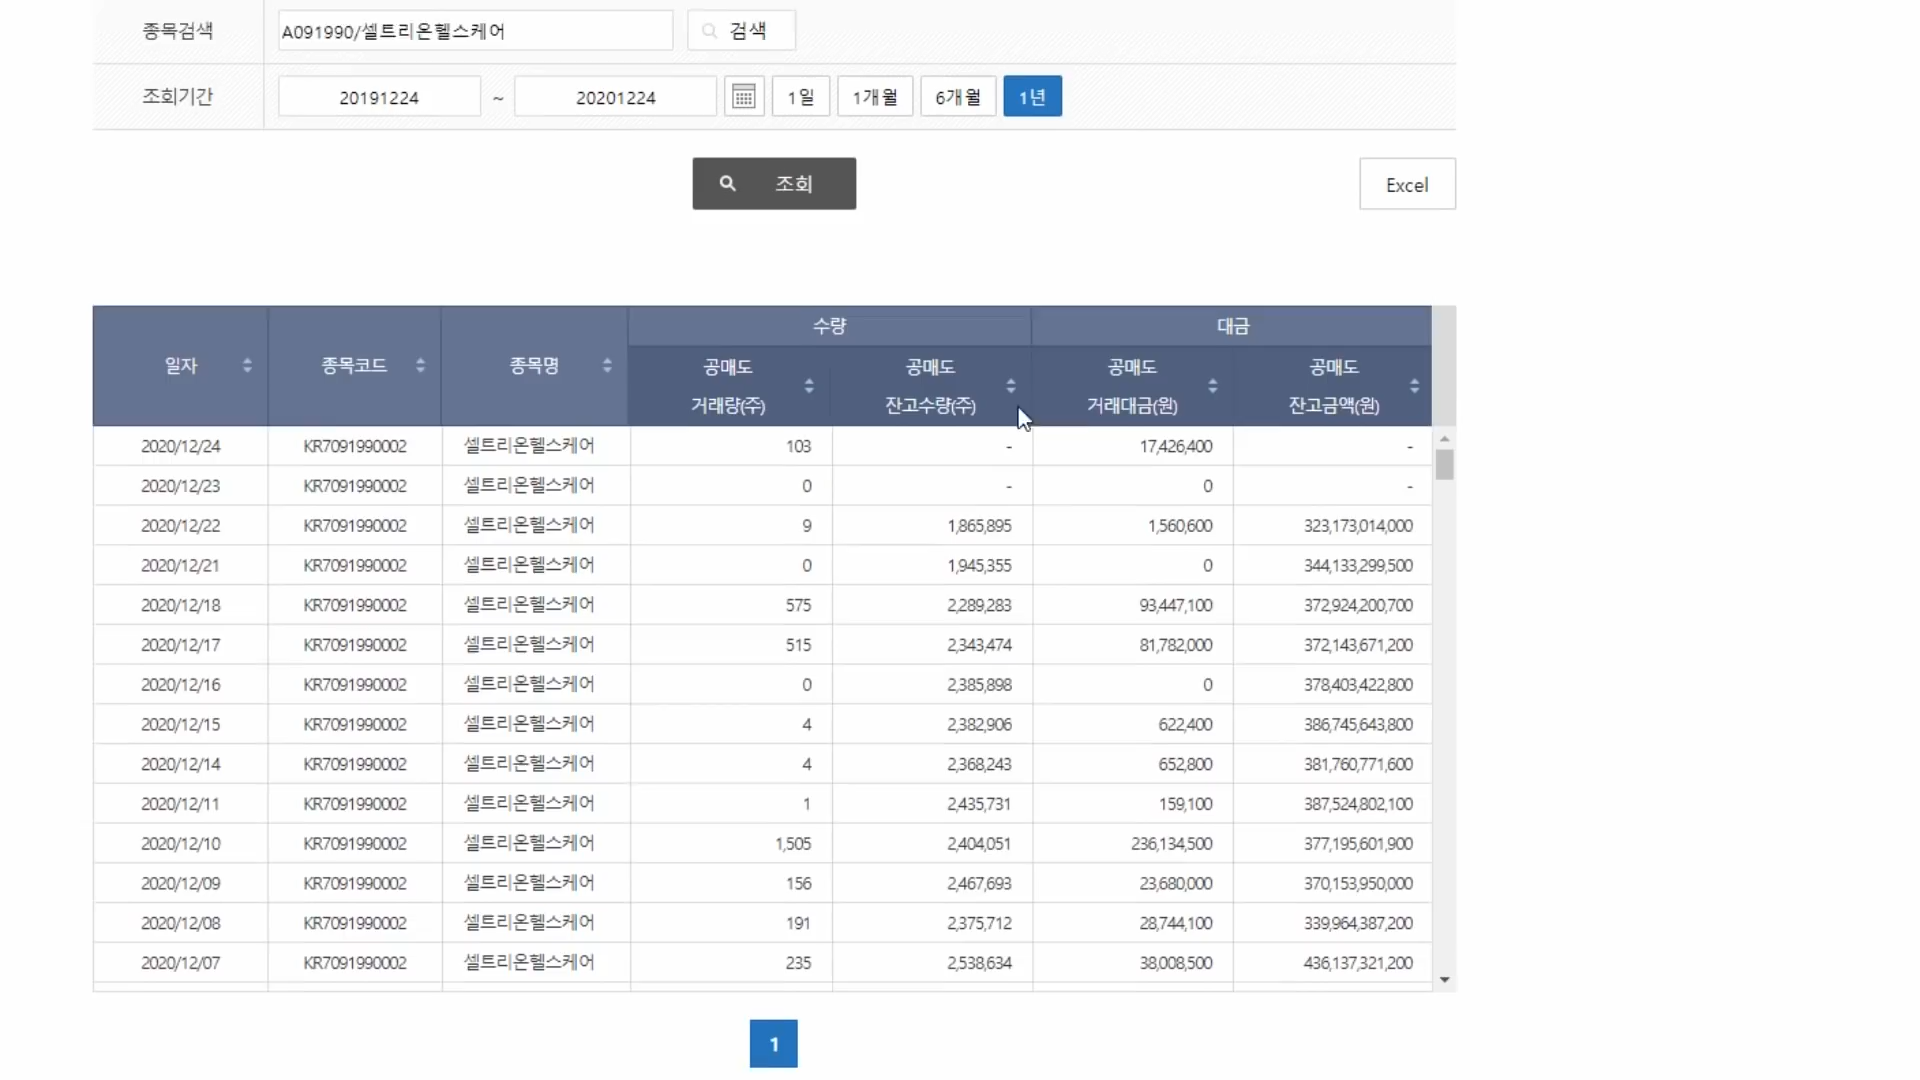 종목검색 A091990/셀트리온헬스케어 검색
조회기간 20191224 ~ 20201224 1일 1개월 6개월 1년
조회 Excel
일자 종목코드 종목명 수량 대금
공매도 공매도 공매도 공매도
거래량(주) 잔고수량(주) 거래대금(원) 잔고금액(원)
2020/12/24 KR7091990002 셀트리온헬스케어 103 - 17,426,400 -
2020/12/23 KR7091990002 셀트리온헬스케어 0 - 0 -
2020/12/22 KR7091990002 셀트리온헬스케어 9 1,865,895 1,560,600 323,173,014,000
2020/12/21 KR7091990002 셀트리온헬스케어 0 1,945,355 0 344,133,299,500
2020/12/18 KR7091990002 셀트리온헬스케어 575 2,289,283 93,447,100 372,924,200,700
2020/12/17 KR7091990002 셀트리온헬스케어 515 2,343,474 81,782,000 372,143,671,200
2020/12/16 KR7091990002 셀트리온헬스케어 0 2,385,898 0 378,403,422,800
2020/12/15 KR7091990002 셀트리온헬스케어 4 2,382,906 622,400 386,745,643,800
2020/12/14 KR7091990002 셀트리온헬스케어 4 2,368,243 652,800 381,760,771,600
2020/12/11 KR7091990002 셀트리온헬스케어 1 2,435,731 159,100 387,524,802,100
2020/12/10 KR7091990002 셀트리온헬스케어 1,505 2,404,051 236,134,500 377,195,601,900
2020/12/09 KR7091990002 셀트리온헬스케어 156 2,467,693 23,680,000 370,153,950,000
2020/12/08 KR7091990002 셀트리온헬스케어 191 2,375,712 28,744,100 339,964,387,200
2020/12/07 KR7091990002 셀트리온헬스케어 235 2,538,634 38,008,500 436,137,321,200
1